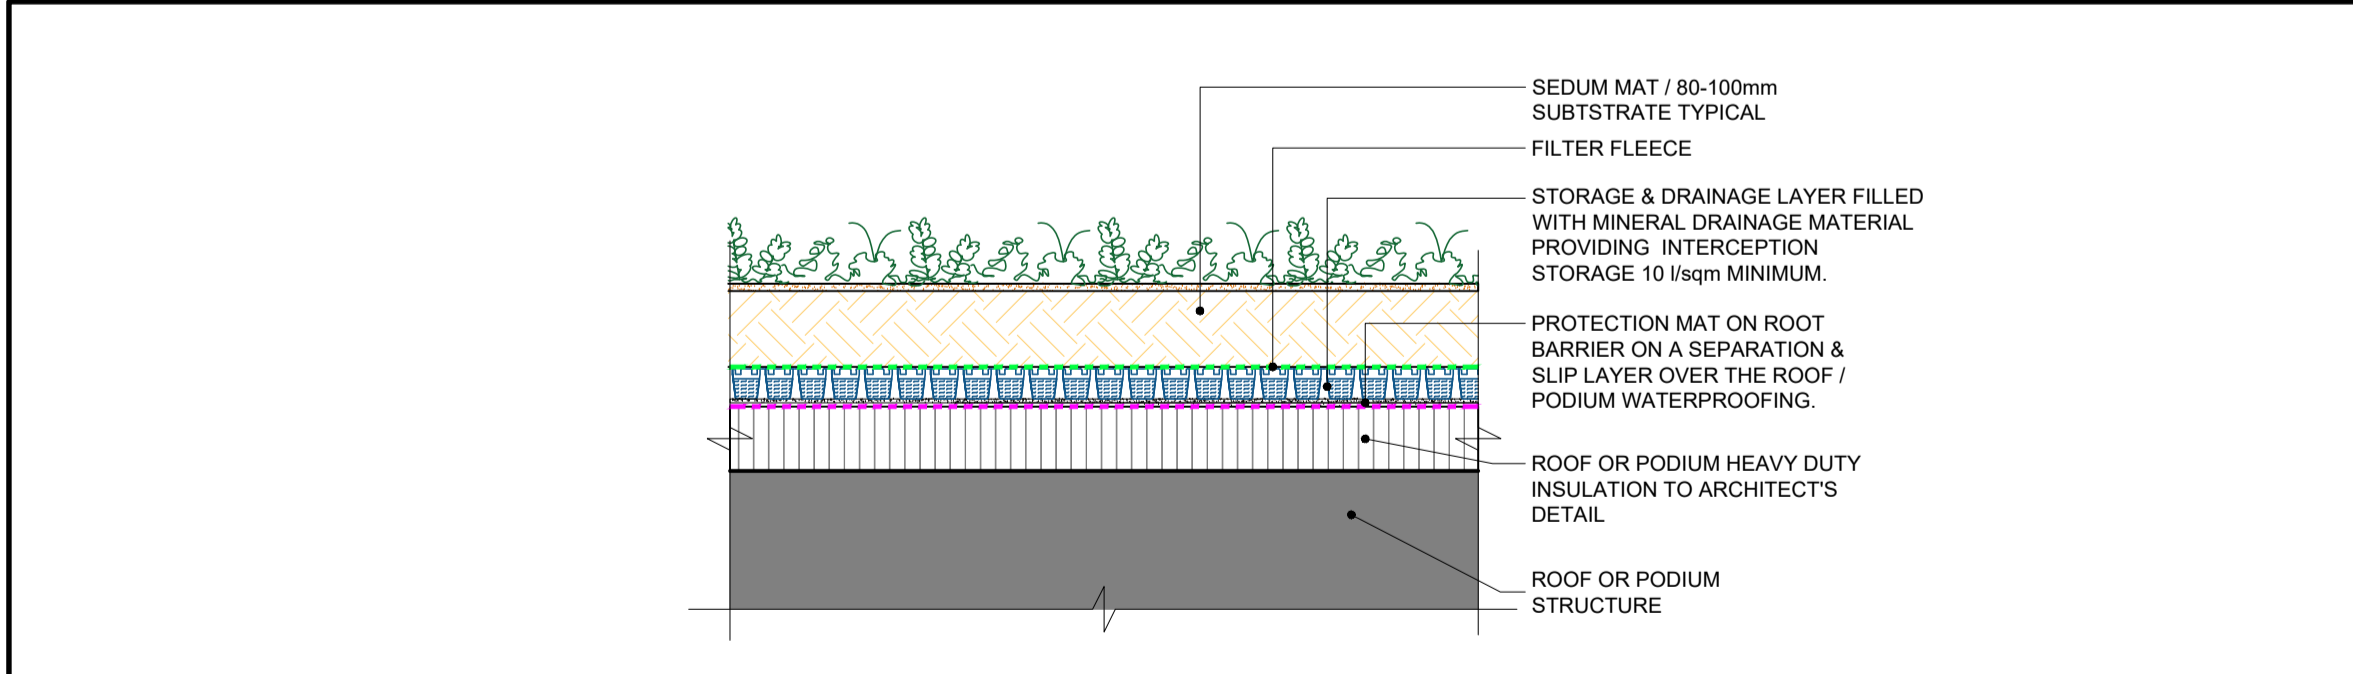 SEDUM MAT / 80-100mm
SUBTSTRATE TYPICAL
FILTER FLEECE
STORAGE & DRAINAGE LAYER FILLED
WITH MINERAL DRAINAGE MATERIAL
PROVIDING  INTERCEPTION
STORAGE 10 l/sqm MINIMUM.
PROTECTION MAT ON ROOT
BARRIER ON A SEPARATION &
SLIP LAYER OVER THE ROOF /
PODIUM WATERPROOFING.
ROOF OR PODIUM HEAVY DUTY
INSULATION TO ARCHITECT'S
DETAIL
ROOF OR PODIUM
STRUCTURE